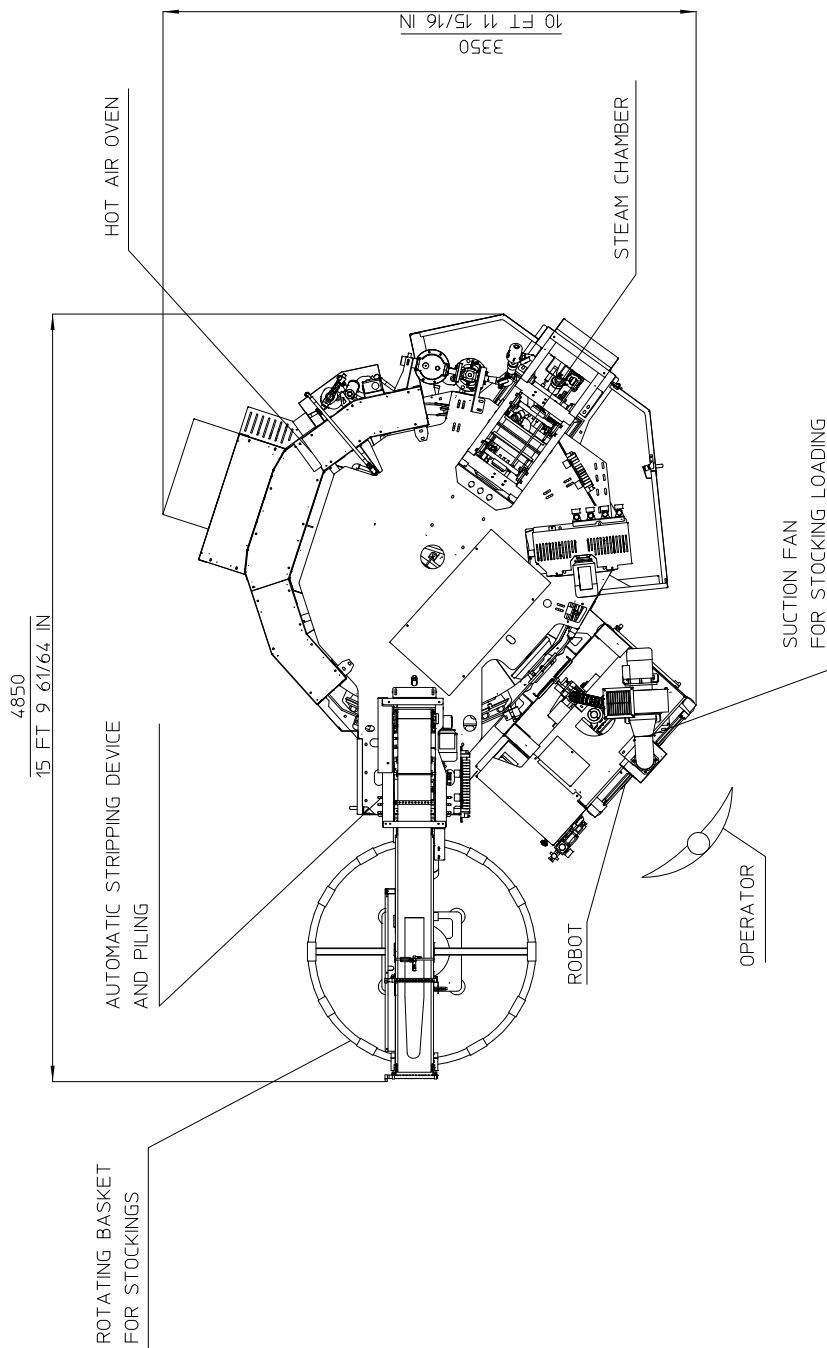 4850
15 FT 9 61/64 IN
3350
10 FT 11 15/16 IN
HOT AIR OVEN
STEAM CHAMBER
AUTOMATIC STRIPPING DEVICE
AND PILING
SUCTION FAN
FOR STOCKING LOADING
ROTATING BASKET
FOR STOCKINGS
ROBOT
OPERATOR